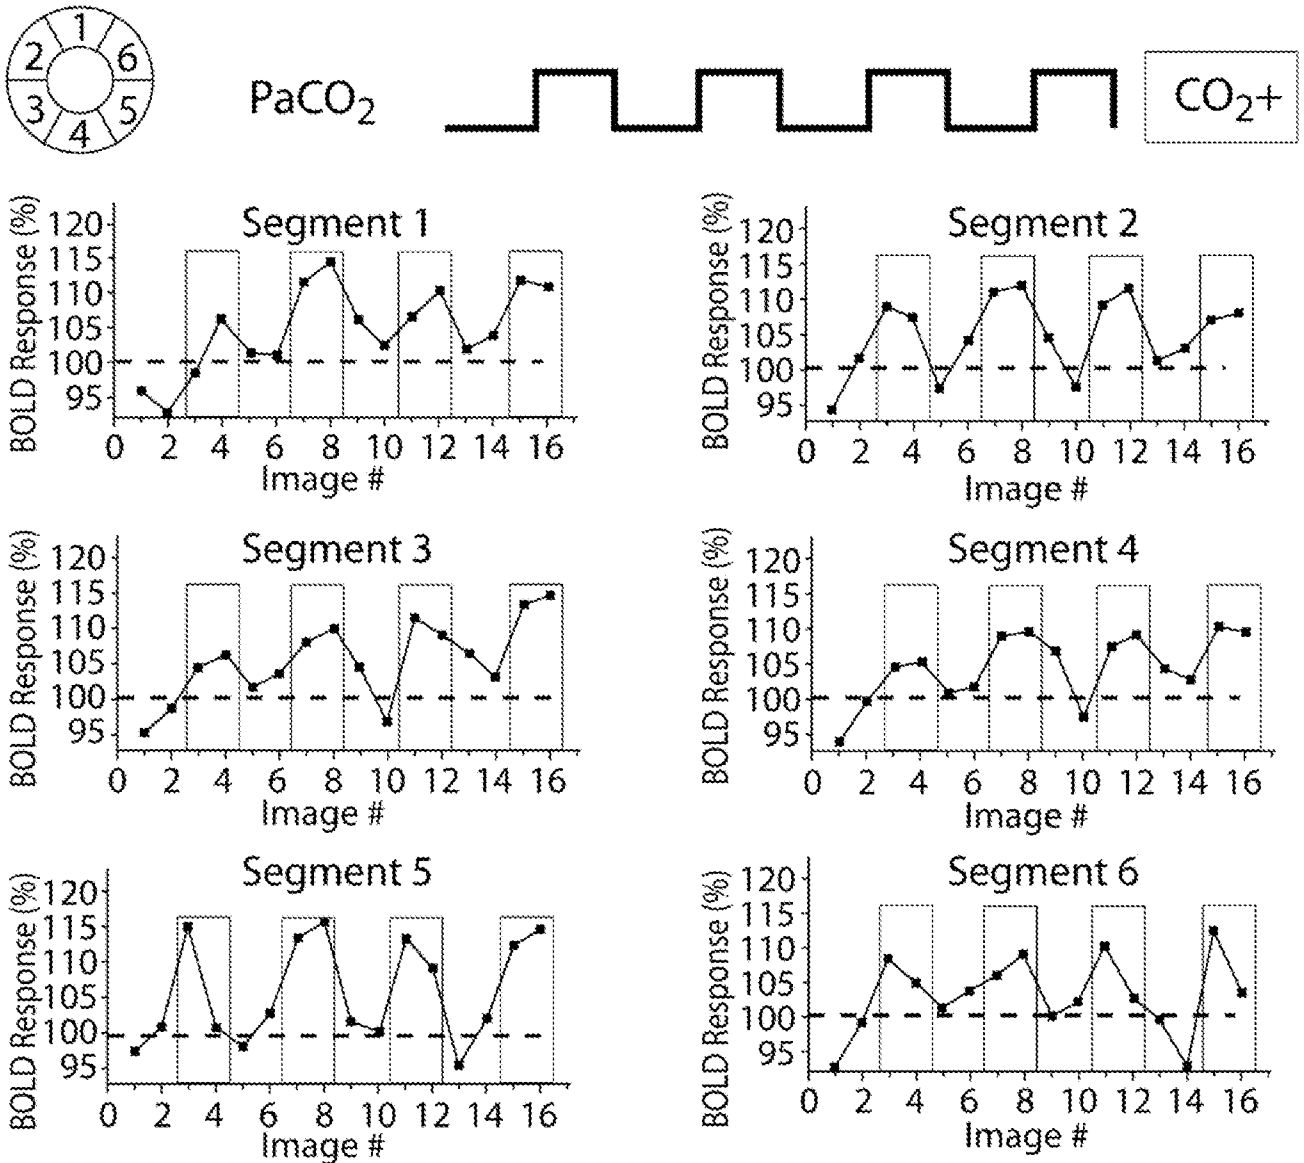 1
2
6
3
5
4
PaCO2
CO2+
Segment 1
BOLD Response (%)
120
115
110
105
100
95
0 2 4 6 8 10 12 14 16
Image #
Segment 2
BOLD Response (%)
120
115
110
105
100
95
0 2 4 6 8 10 12 14 16
Image #
Segment 3
BOLD Response (%)
120
115
110
105
100
95
0 2 4 6 8 10 12 14 16
Image #
Segment 4
BOLD Response (%)
120
115
110
105
100
95
0 2 4 6 8 10 12 14 16
Image #
Segment 5
BOLD Response (%)
120
115
110
105
100
95
0 2 4 6 8 10 12 14 16
Image #
Segment 6
BOLD Response (%)
120
115
110
105
100
95
0 2 4 6 8 10 12 14 16
Image #